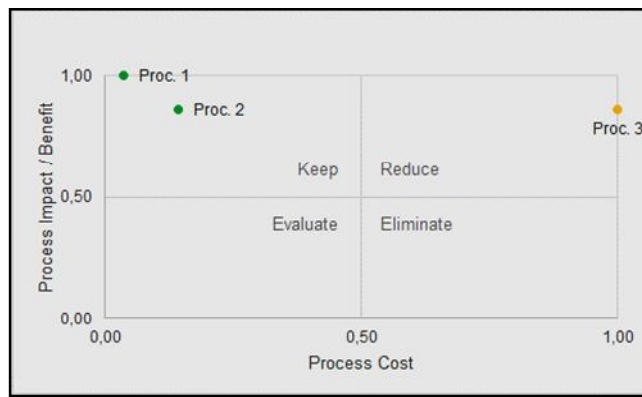 1,00
Proc. 1
Proc. 2
Proc. 3
Keep
Reduce
0,50
Evaluate
Eliminate
0,00
0,00
0,50
1,00
Process Impact / Benefit
Process Cost